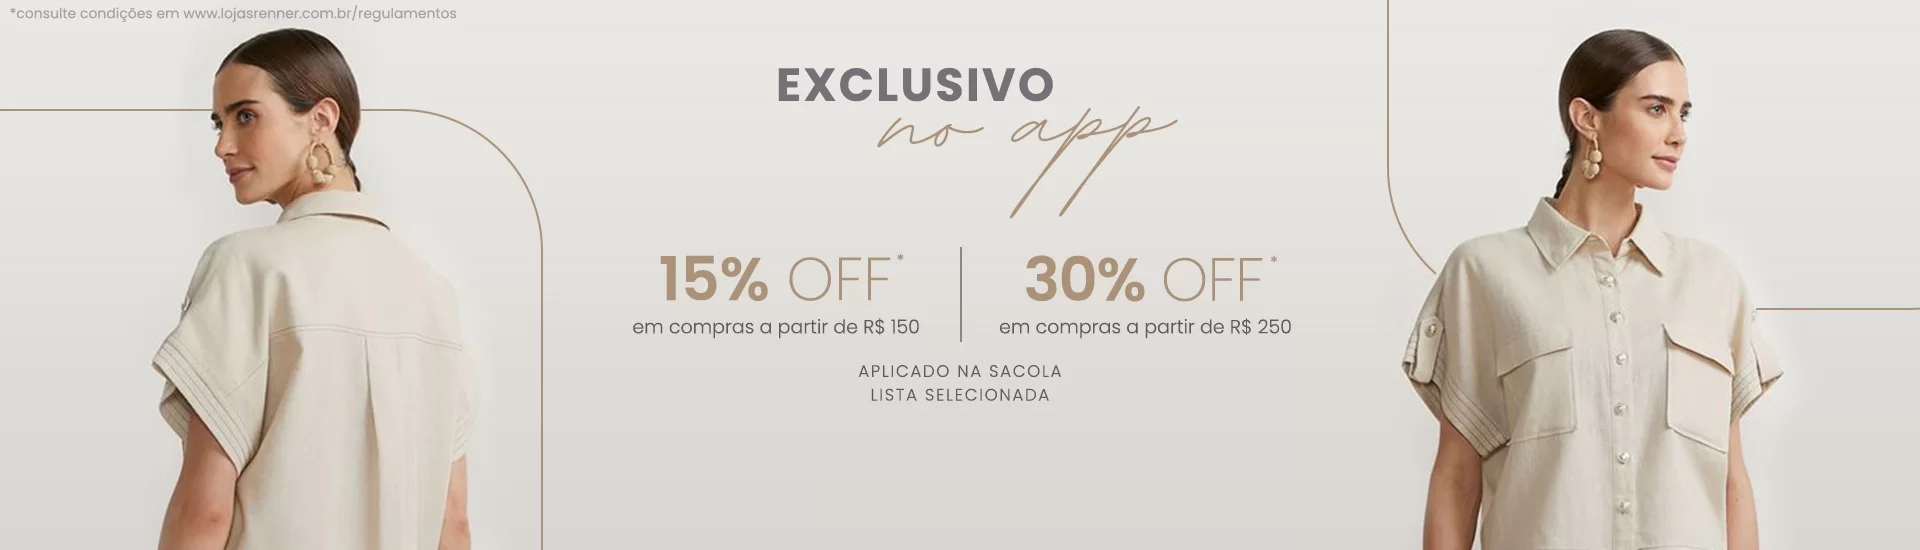 *consulte condições em www.lojasrenner.com.br/regulamentos
EXCLUSIVO
no app
15% OFF*
em compras a partir de R$ 150
30% OFF*
em compras a partir de R$ 250
APLICADO NA SACOLA
LISTA SELECIONADA